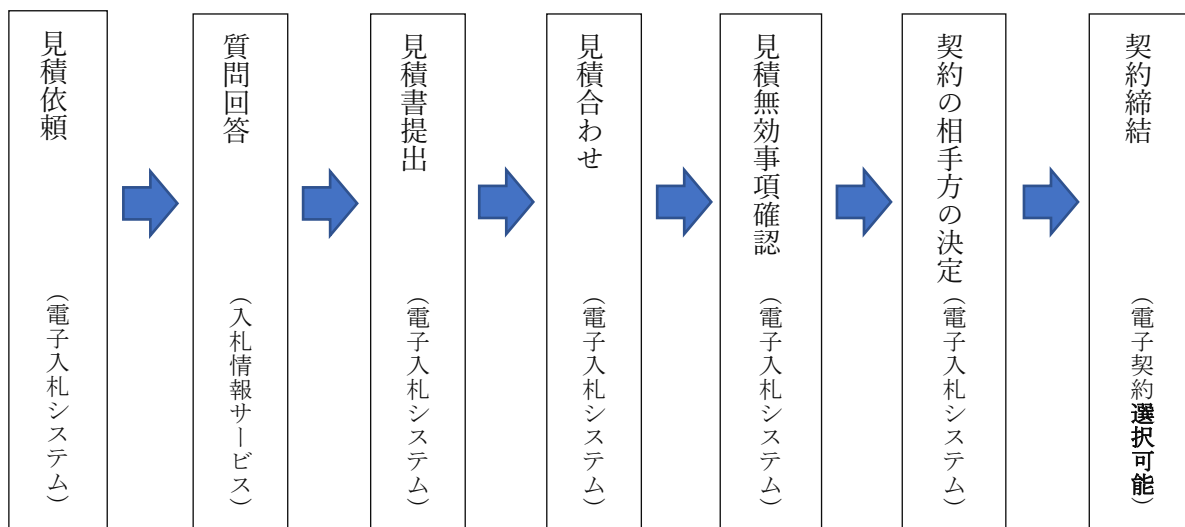 見積依頼
(電子入札システム)
質問回答
(入札情報サービス)
見積書提出
(電子入札システム)
見積合わせ
(電子入札システム)
見積無効事項確認
(電子入札システム)
契約の相手方の決定
(電子入札システム)
契約締結
(電子契約選択可能)